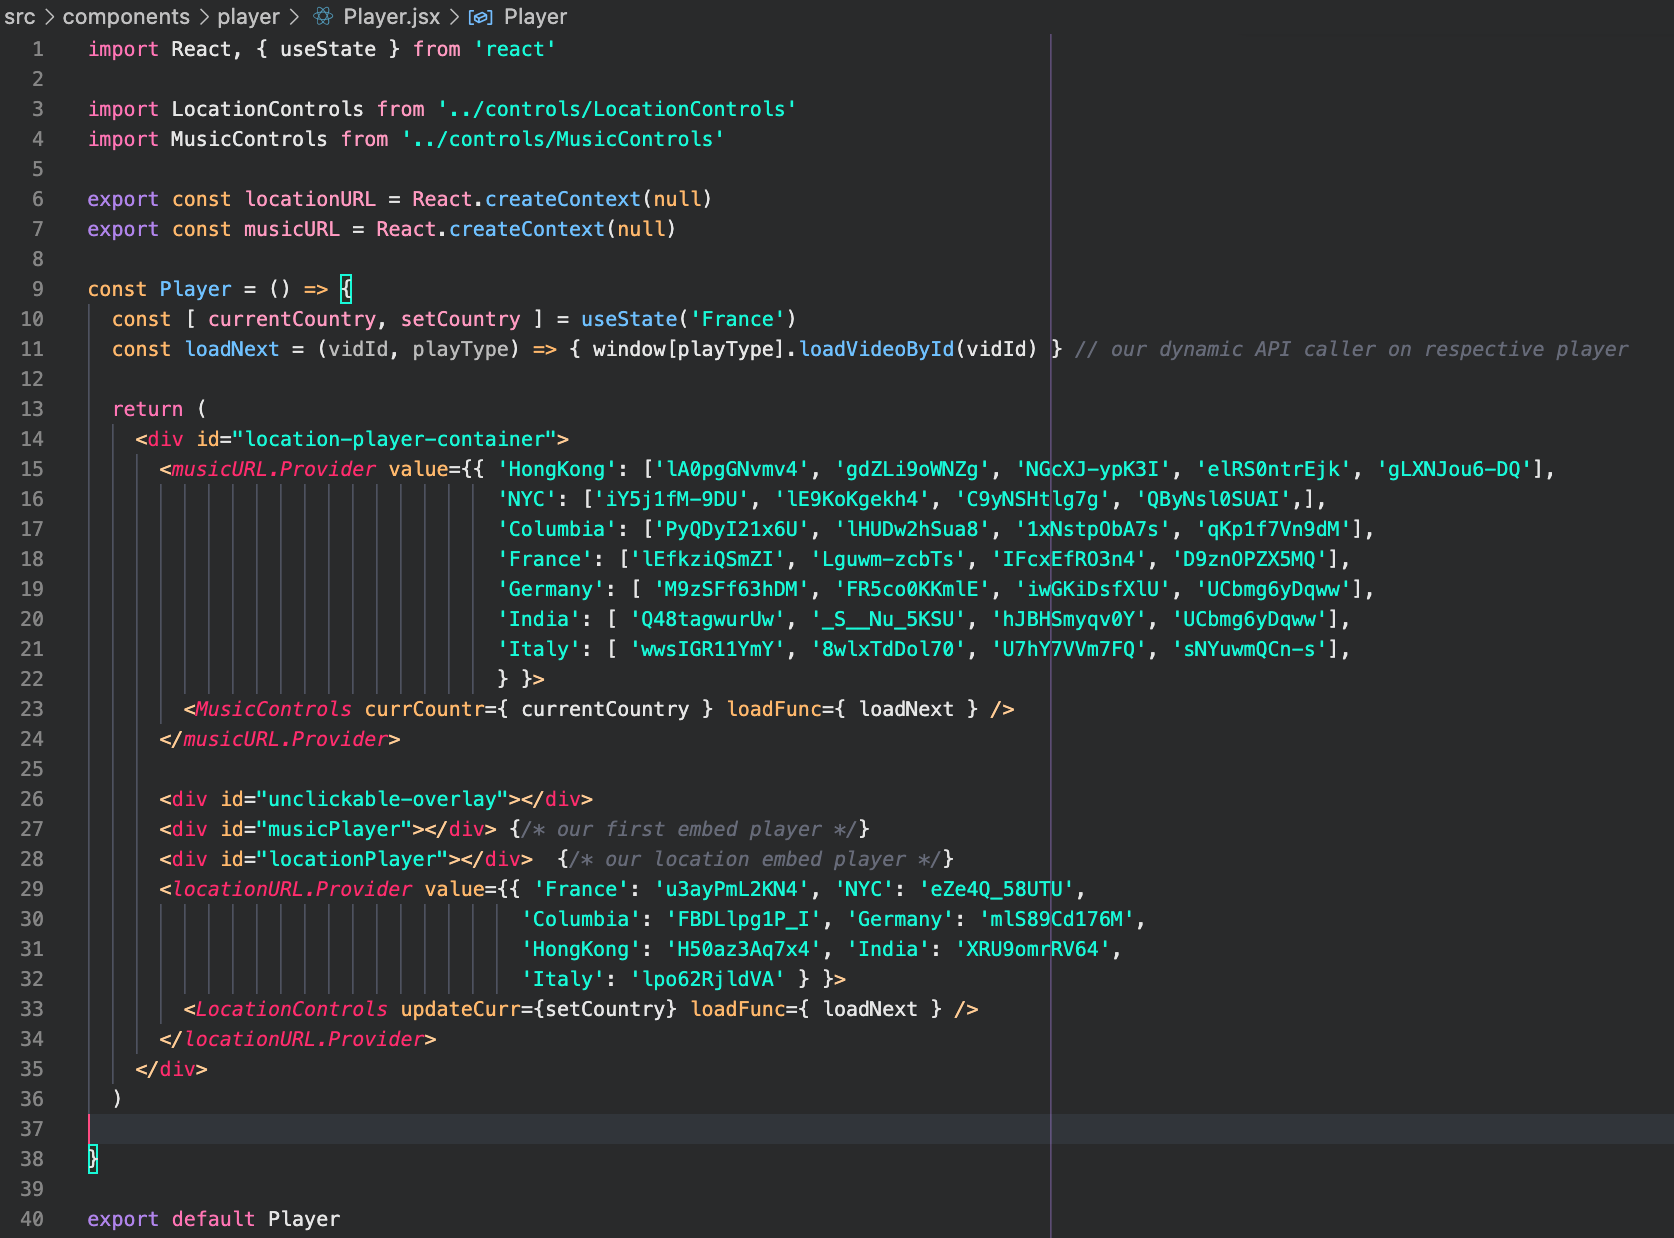 src > components > player > Player.jsx > Player
1 import React, { useState } from 'react'
2
3 import LocationControls from '../controls/LocationControls'
4 import MusicControls from '../controls/MusicControls'
5
6 export const locationURL = React.createContext(null)
7 export const musicURL = React.createContext(null)
8
9 const Player = () => {
10 const [ currentCountry, setCountry ] = useState('France')
11 const loadNext = (vidId, playType) => { window[playType].loadVideoById(vidId) } // our dynamic API caller on respective player
12
13 return (
14 <div id="location-player-container">
15 <musicURL.Provider value={{ 'HongKong': ['lA0pgGNvmv4', 'gdZLi9oWNZg', 'NGcXJ-ypK3I', 'elRS0ntrEjk', 'gLXNJou6-DQ'],
16 'NYC': ['iY5j1fM-9DU', 'lE9KoKgekh4', 'C9yNSHtlg7g', 'QByNsl0SUAI',],
17 'Columbia': ['PyQDyI21x6U', 'lHUDw2hSua8', '1xNstpObA7s', 'qKp1f7Vn9dM'],
18 'France': ['lEfkziQSmZI', 'Lguwm-zcbTs', 'IFcxEfRO3n4', 'D9znOPZX5MQ'],
19 'Germany': [ 'M9zSFf63hDM', 'FR5co0KKmlE', 'iwGKiDsfXlU', 'UCbmg6yDqww'],
20 'India': [ 'Q48tagwurUw', '_S__Nu_5KSU', 'hJBHSmyqv0Y', 'UCbmg6yDqww'],
21 'Italy': [ 'wwsIGR11YmY', '8wlxTdDol70', 'U7hY7VVm7FQ', 'sNYuwmQCn-s'],
22 } }>
23 <MusicControls currCountr={ currentCountry } loadFunc={ loadNext } />
24 </musicURL.Provider>
25
26 <div id="unclickable-overlay"></div>
27 <div id="musicPlayer"></div> {/* our first embed player */}
28 <div id="locationPlayer"></div> {/* our location embed player */}
29 <locationURL.Provider value={{ 'France': 'u3ayPmL2KN4', 'NYC': 'eZe4Q_58UTU',
30 'Columbia': 'FBDLlpg1P_I', 'Germany': 'mlS89Cd176M',
31 'HongKong': 'H50az3Aq7x4', 'India': 'XRU9omrRV64',
32 'Italy': 'lpo62RjldVA' } }>
33 <LocationControls updateCurr={setCountry} loadFunc={ loadNext } />
34 </locationURL.Provider>
35 </div>
36 )
37
38 }
39
40 export default Player